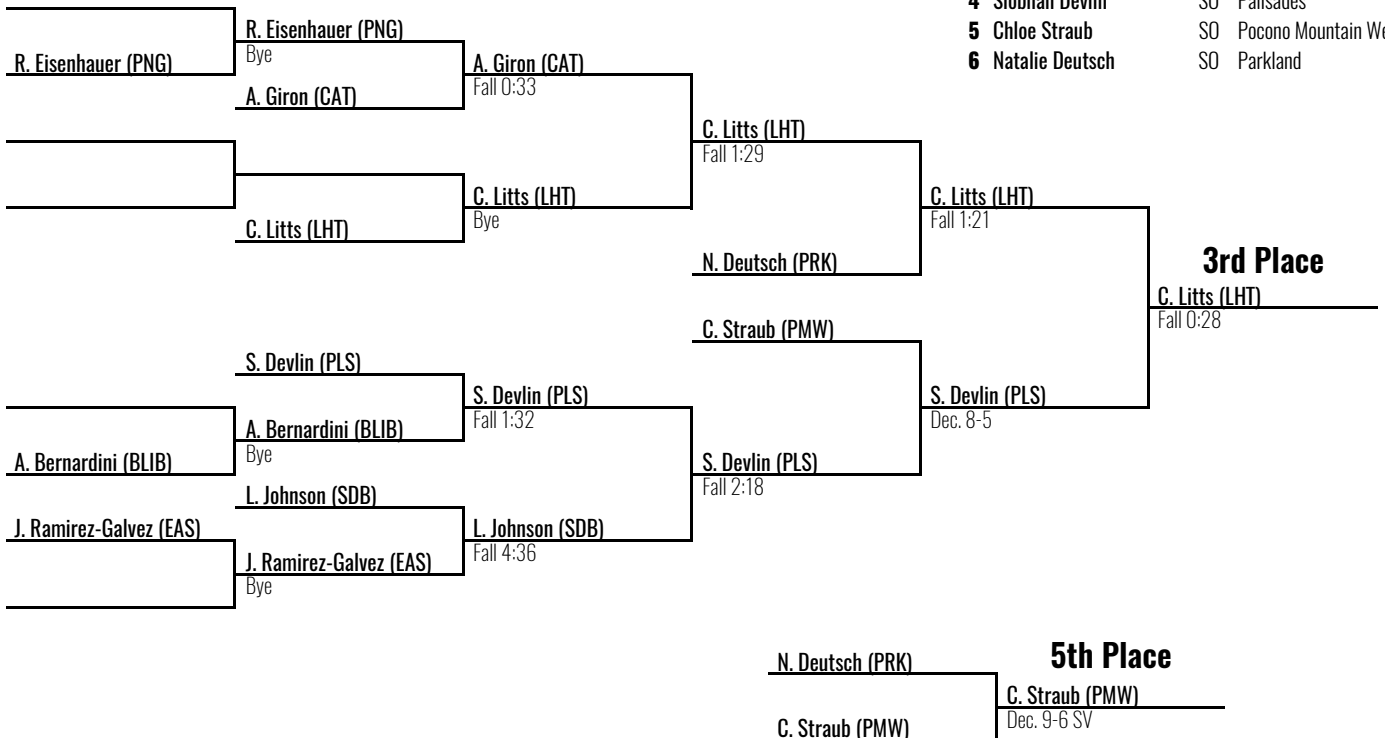 4 Siobhan Devlin SO Palisades
5 Chloe Straub SO Pocono Mountain We
6 Natalie Deutsch SO Parkland
R. Eisenhauer (PNG)
R. Eisenhauer (PNG)
Bye
A. Giron (CAT)
A. Giron (CAT)
Fall 0:33
C. Litts (LHT)
C. Litts (LHT)
Bye
C. Litts (LHT)
Fall 1:29
N. Deutsch (PRK)
C. Litts (LHT)
Fall 1:21
3rd Place
C. Litts (LHT)
Fall 0:28
C. Straub (PMW)
S. Devlin (PLS)
S. Devlin (PLS)
Fall 1:32
S. Devlin (PLS)
Dec. 8-5
A. Bernardini (BLIB)
A. Bernardini (BLIB)
Bye
S. Devlin (PLS)
Fall 2:18
L. Johnson (SDB)
J. Ramirez-Galvez (EAS)
L. Johnson (SDB)
Fall 4:36
J. Ramirez-Galvez (EAS)
Bye
5th Place
N. Deutsch (PRK)
C. Straub (PMW)
Dec. 9-6 SV
C. Straub (PMW)